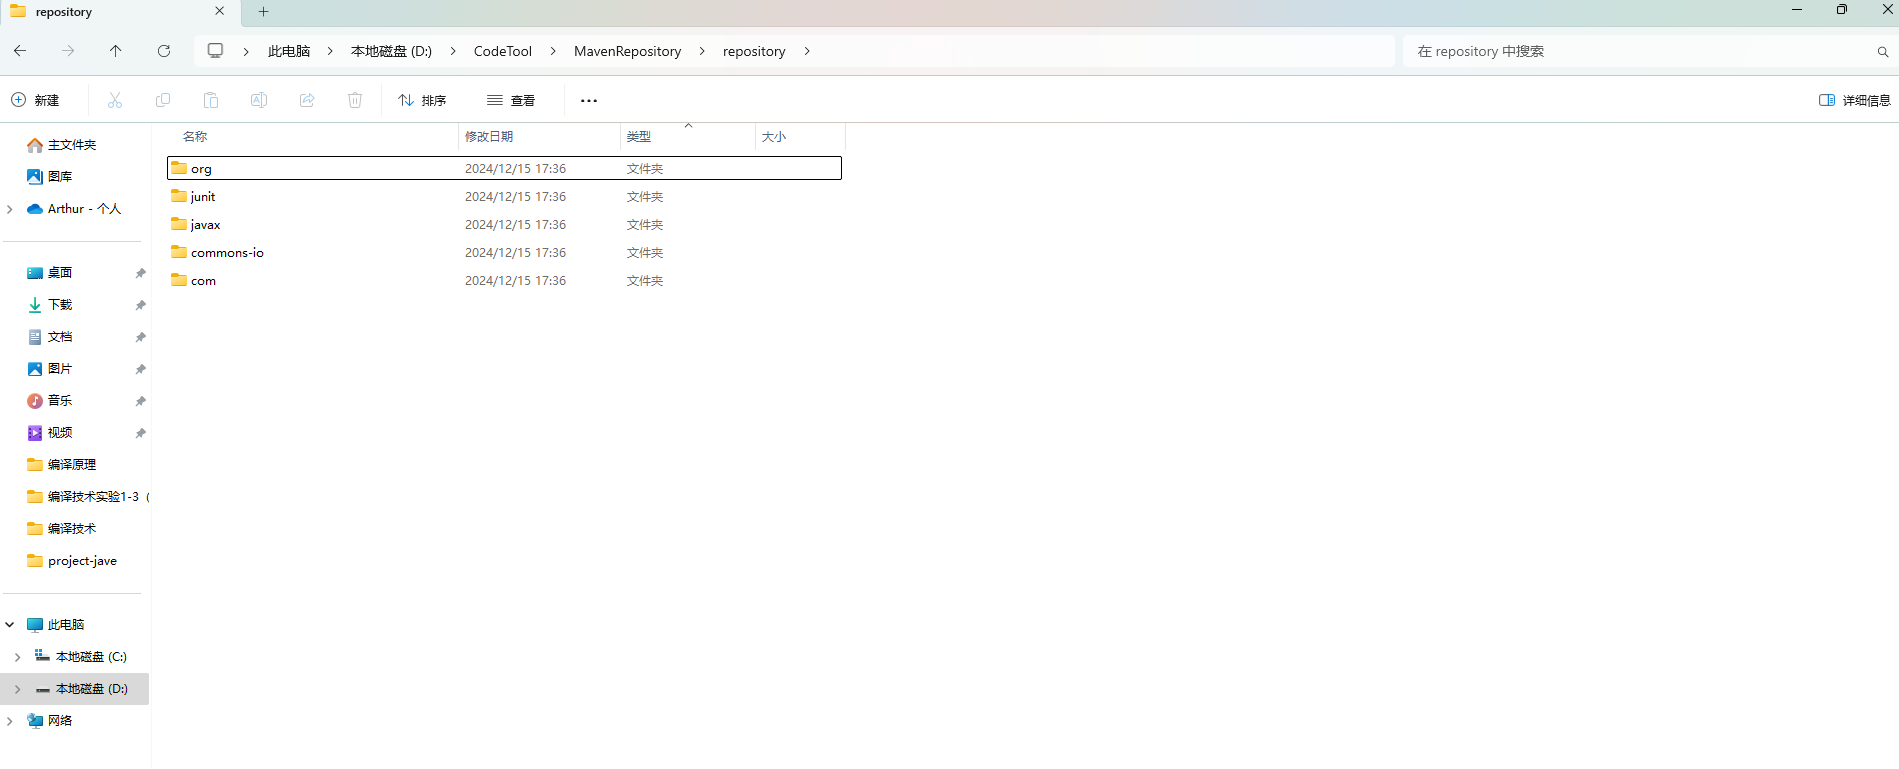 repository
此电脑 本地磁盘 (D:) CodeTool MavenRepository repository
在 repository 中搜索
新建 排序 查看 详细信息
名称 修改日期 类型 大小
org 2024/12/15 17:36 文件夹
junit 2024/12/15 17:36 文件夹
javax 2024/12/15 17:36 文件夹
commons-io 2024/12/15 17:36 文件夹
com 2024/12/15 17:36 文件夹
主文件夹
图库
Arthur - 个人
桌面
下载
文档
图片
音乐
视频
编译原理
编译技术实验1-3（
编译技术
project-jave
此电脑
本地磁盘 (C:)
本地磁盘 (D:)
网络